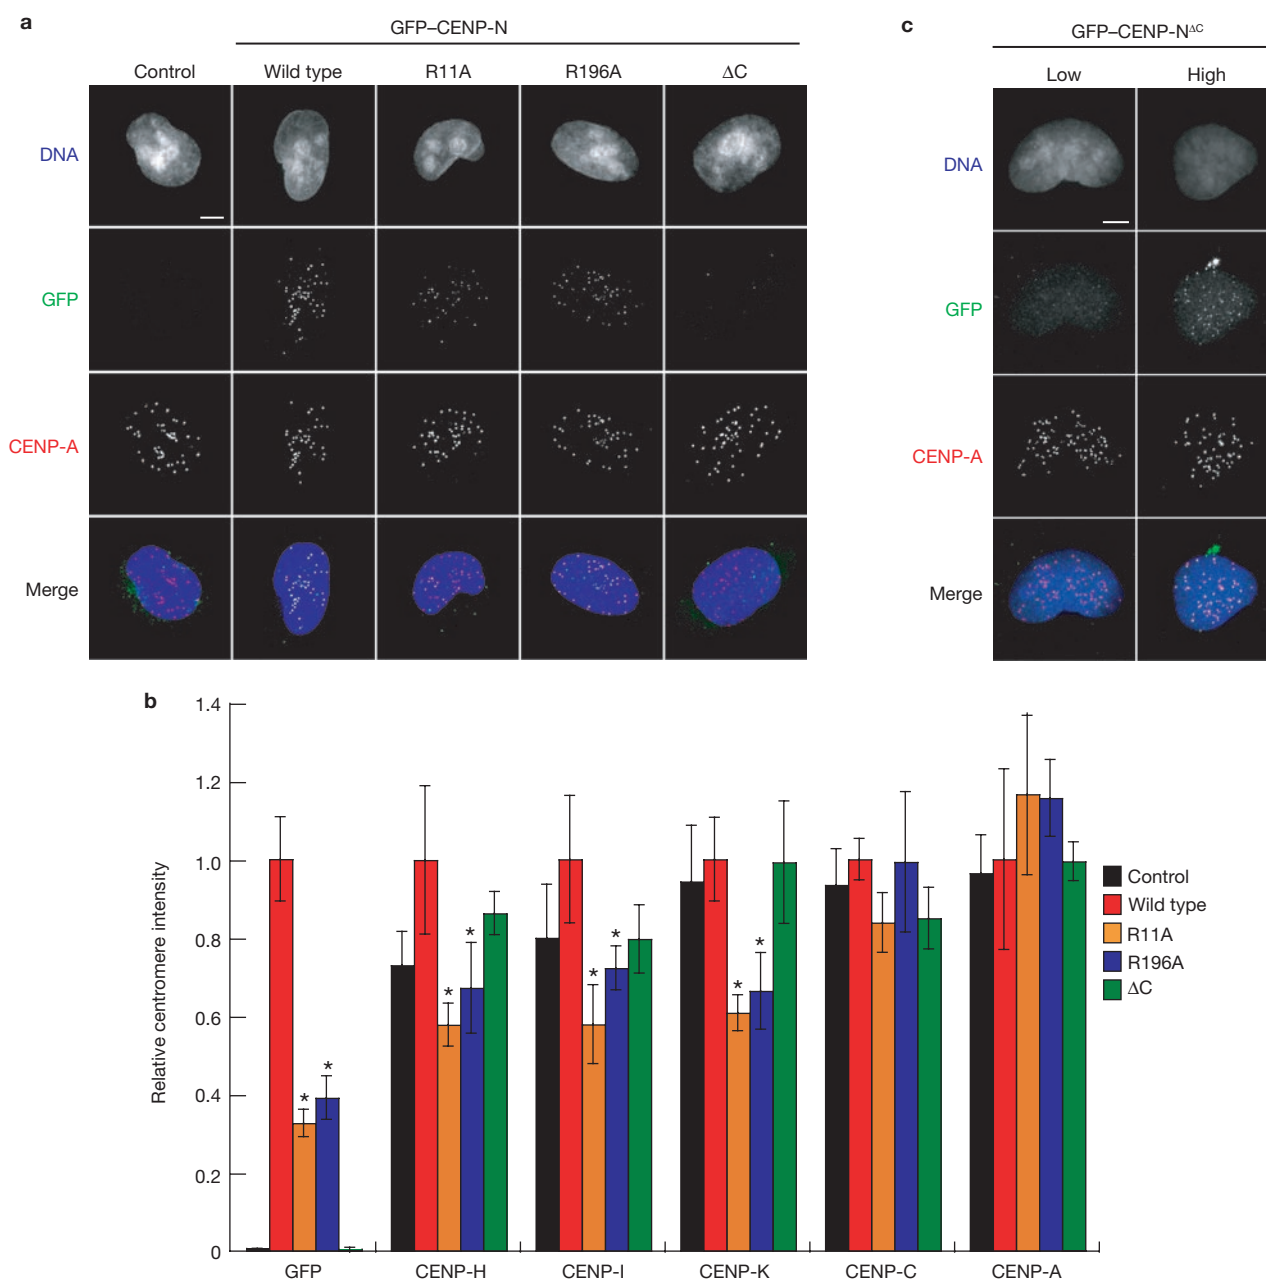 a
GFP–CENP-N
Control Wild type R11A R196A ΔC
DNA
GFP
CENP-A
Merge
c
GFP–CENP-N^ΔC
Low High
DNA
GFP
CENP-A
Merge
b
Relative centromere intensity
1.4
1.2
1.0
0.8
0.6
0.4
0.2
0
* *
* *
* *
* *
GFP CENP-H CENP-I CENP-K CENP-C CENP-A
Control
Wild type
R11A
R196A
ΔC